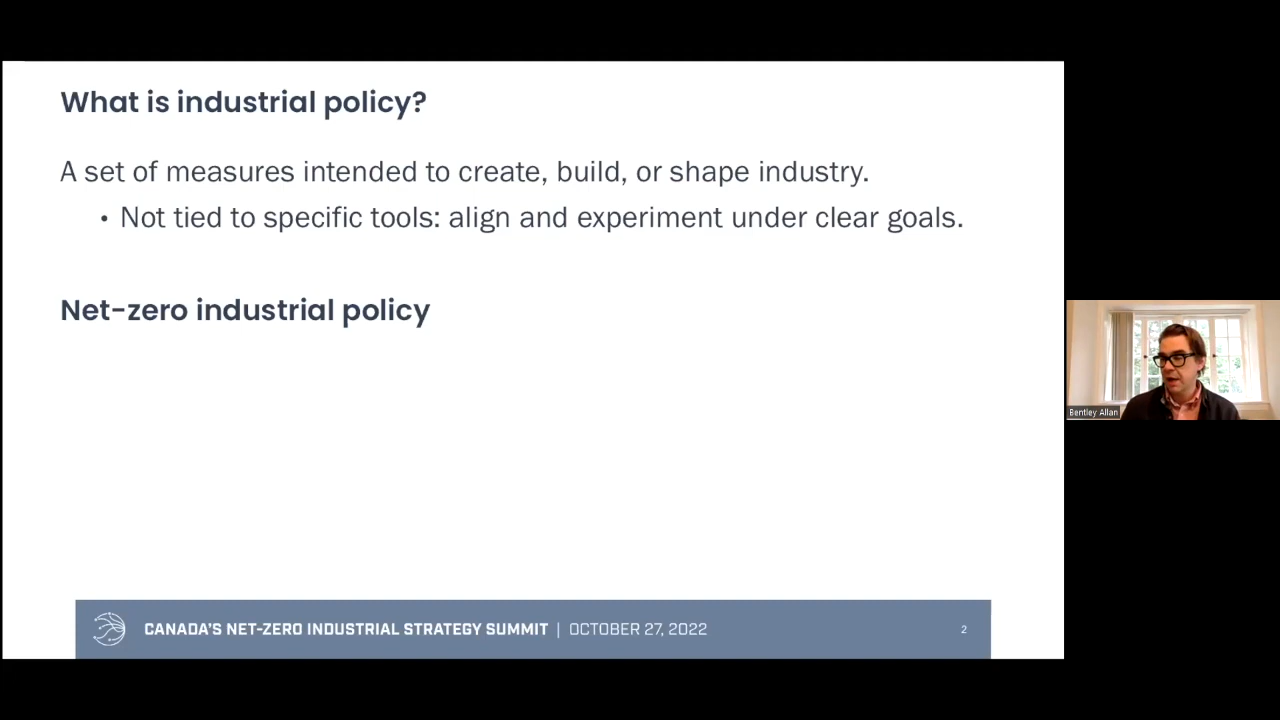 What is industrial policy?
A set of measures intended to create, build, or shape industry.
• Not tied to specific tools: align and experiment under clear goals.
Net-zero industrial policy
Bentley Allan
CANADA'S NET-ZERO INDUSTRIAL STRATEGY SUMMIT | OCTOBER 27, 2022
2